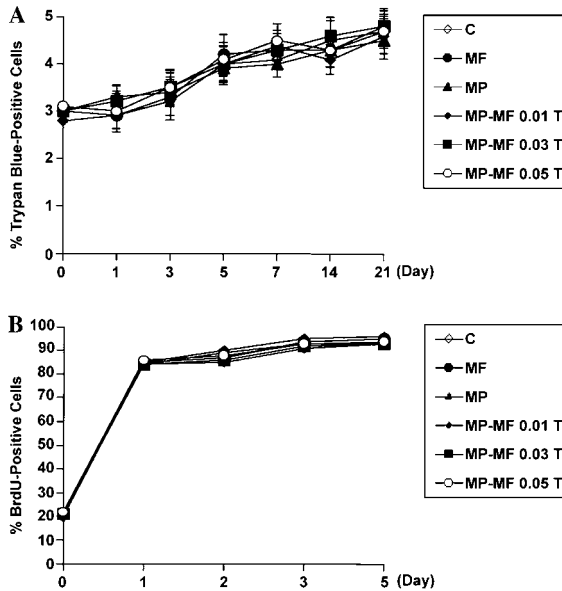 A
% Trypan Blue-Positive Cells
5
4
3
2
1
0
0 1 3 5 7 14 21 (Day)
C
MF
MP
MP-MF 0.01 T
MP-MF 0.03 T
MP-MF 0.05 T
B
% BrdU-Positive Cells
100
90
80
70
60
50
40
30
20
10
0
0 1 2 3 5 (Day)
C
MF
MP
MP-MF 0.01 T
MP-MF 0.03 T
MP-MF 0.05 T